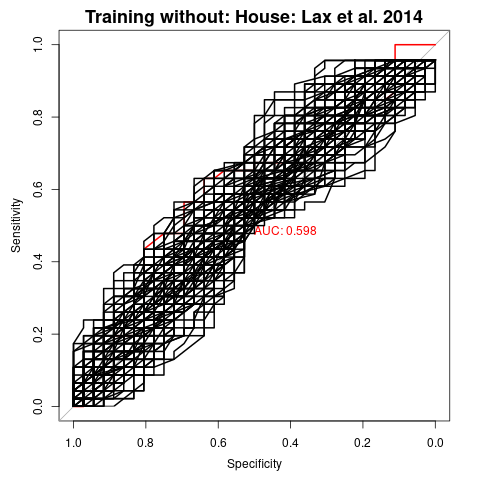 Training without: House: Lax et al. 2014
1.0
0.8
0.6
0.4
0.2
0.0
Sensitivity
AUC: 0.598
1.0 0.8 0.6 0.4 0.2 0.0
Specificity